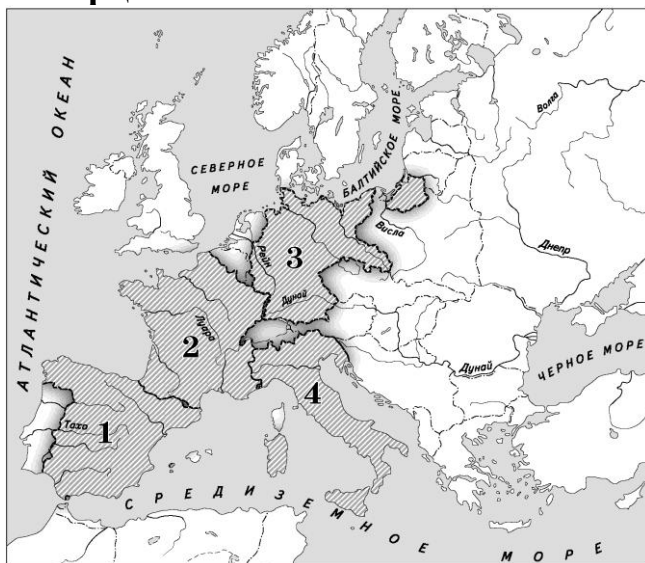 АТЛАНТИЧЕСКИЙ ОКЕАН
СЕВЕРНОЕ
МОРЕ
БАЛТИЙСКОЕ МОРЕ
Волга
Висла
Днепр
Рейн
3
Дунай
Луара
2
Дунай
ЧЕРНОЕ МОРЕ
4
Тахо
1
СРЕДИЗЕМНОЕ МОРЕ